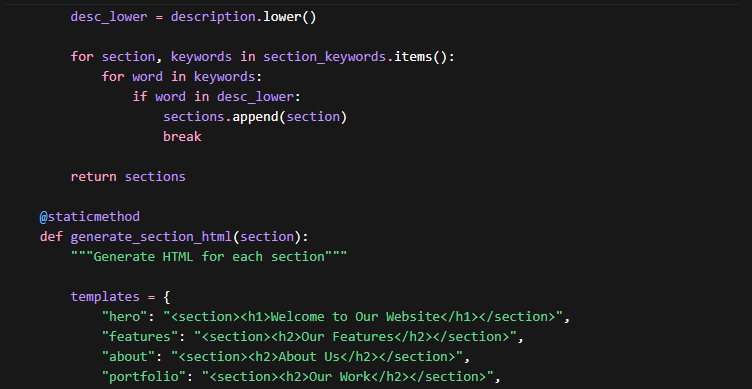 desc_lower = description.lower()

for section, keywords in section_keywords.items():
    for word in keywords:
        if word in desc_lower:
            sections.append(section)
            break

return sections

@staticmethod
def generate_section_html(section):
    """Generate HTML for each section"""

    templates = {
        "hero": "<section><h1>Welcome to Our Website</h1></section>",
        "features": "<section><h2>Our Features</h2></section>",
        "about": "<section><h2>About Us</h2></section>",
        "portfolio": "<section><h2>Our Work</h2></section>",